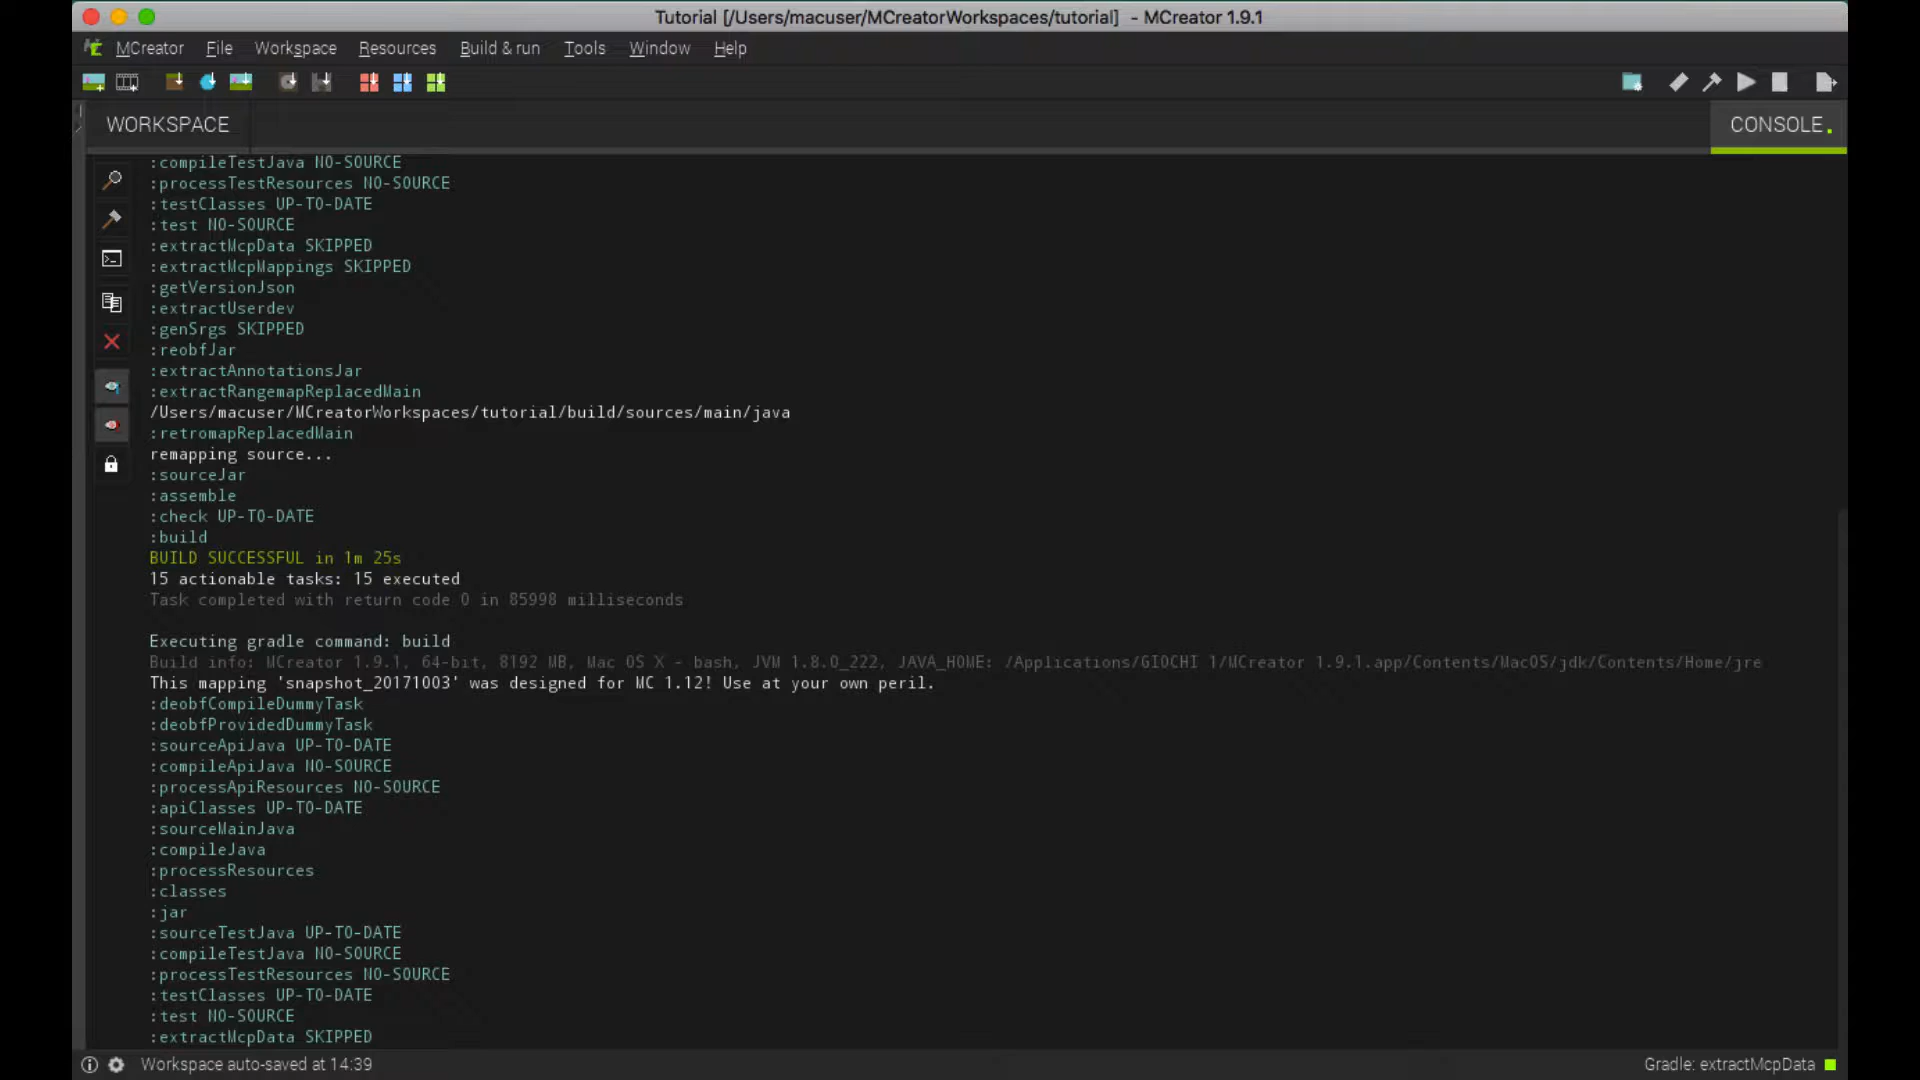 Tutorial [/Users/macuser/MCreatorWorkspaces/tutorial]  - MCreator 1.9.1
MCreator File Workspace Resources Build & run Tools Window Help
WORKSPACE CONSOLE.
:compileTestJava NO-SOURCE
:processTestResources NO-SOURCE
:testClasses UP-TO-DATE
:test NO-SOURCE
:extractMcpData SKIPPED
:extractMcpMappings SKIPPED
:getVersionJson
:extractUserdev
:genSrgs SKIPPED
:reobfJar
:extractAnnotationsJar
:extractRangemapReplacedMain
/Users/macuser/MCreatorWorkspaces/tutorial/build/sources/main/java
:retromapReplacedMain
remapping source...
:sourceJar
:assemble
:check UP-TO-DATE
:build
BUILD SUCCESSFUL in 1m 25s
15 actionable tasks: 15 executed
Task completed with return code 0 in 85998 milliseconds
Executing gradle command: build
Build info: MCreator 1.9.1, 64-bit, 8192 MB, Mac OS X - bash, JVM 1.8.0_222, JAVA_HOME: /Applications/GIOCHI 1/MCreator 1.9.1.app/Contents/MacOS/jdk/Contents/Home/jre
This mapping 'snapshot_20171003' was designed for MC 1.12! Use at your own peril.
:deobfCompileDummyTask
:deobfProvidedDummyTask
:sourceApiJava UP-TO-DATE
:compileApiJava NO-SOURCE
:processApiResources NO-SOURCE
:apiClasses UP-TO-DATE
:sourceMainJava
:compileJava
:processResources
:classes
:jar
:sourceTestJava UP-TO-DATE
:compileTestJava NO-SOURCE
:processTestResources NO-SOURCE
:testClasses UP-TO-DATE
:test NO-SOURCE
:extractMcpData SKIPPED
Workspace auto-saved at 14:39 Gradle: extractMcpData